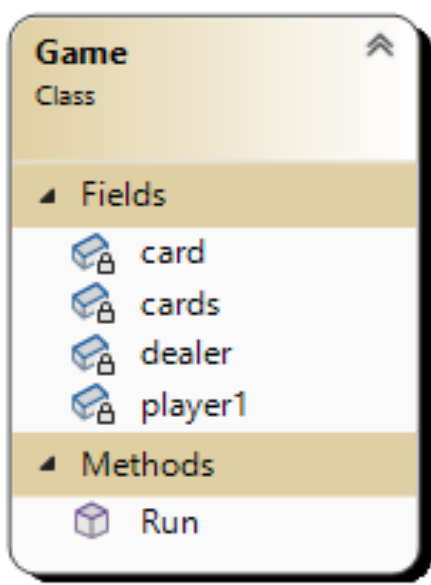 Game
Class
Fields
card
cards
dealer
player1
Methods
Run